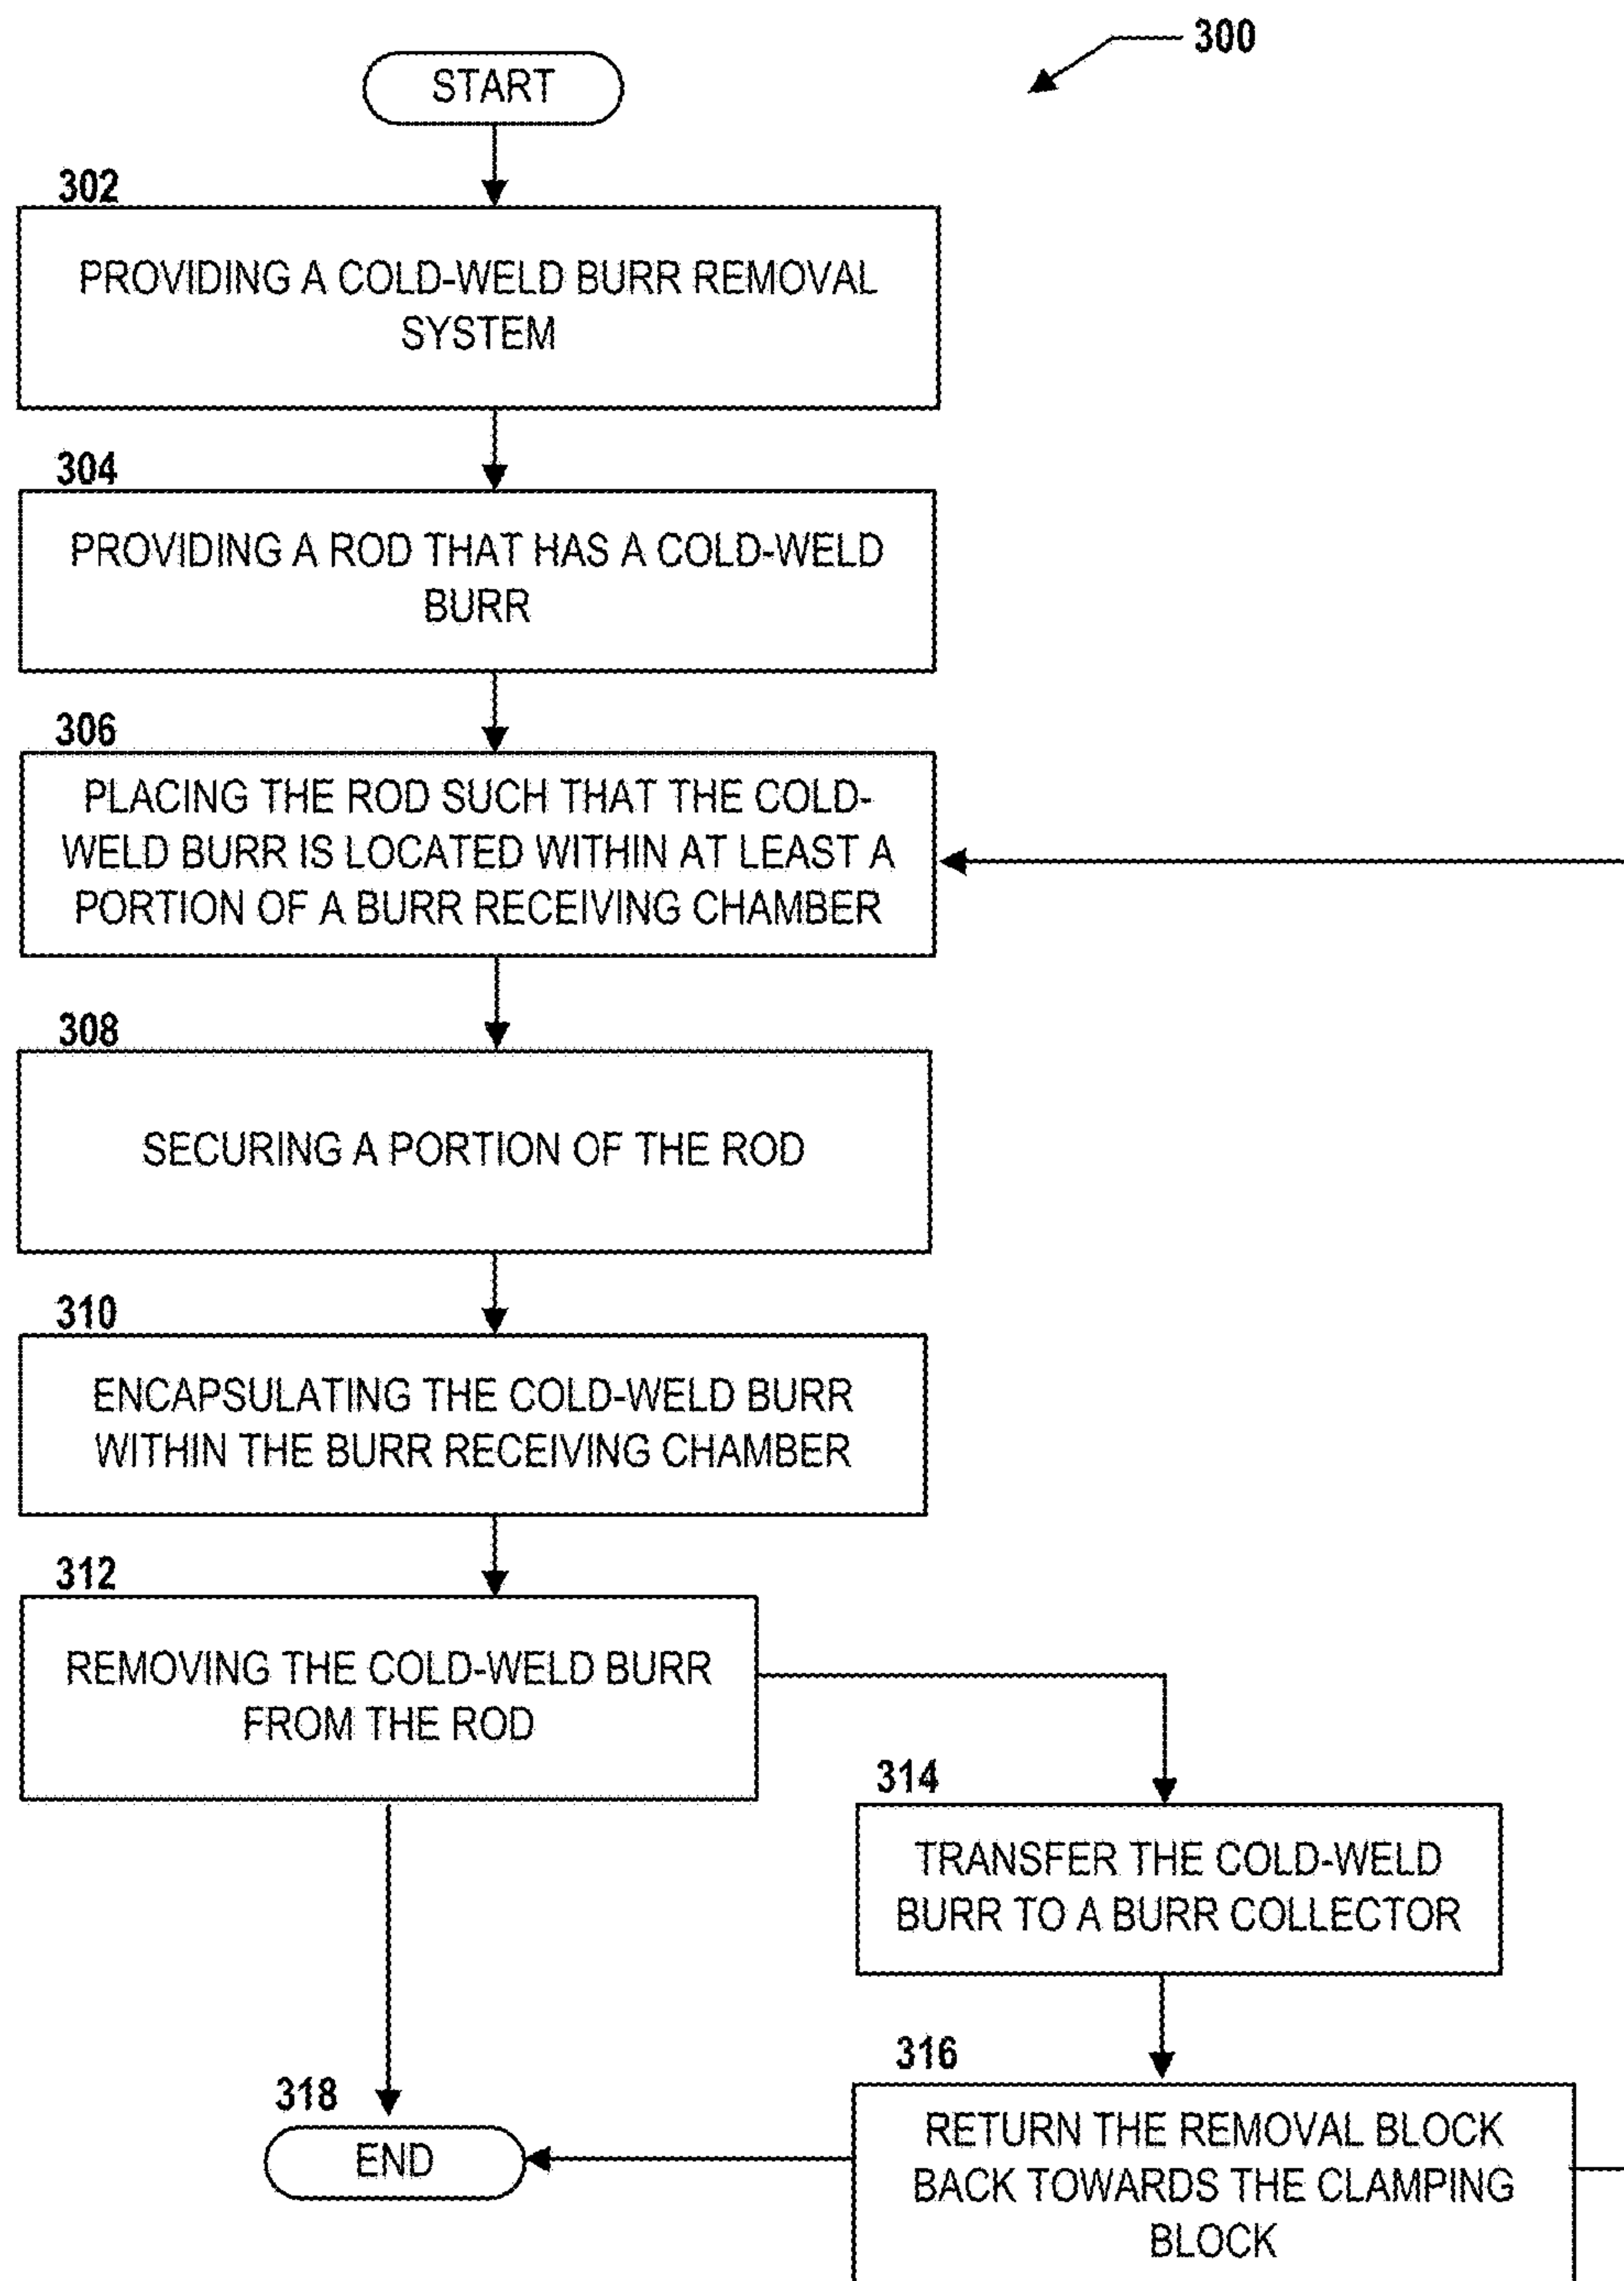 300
START
302
PROVIDING A COLD-WELD BURR REMOVAL
SYSTEM
304
PROVIDING A ROD THAT HAS A COLD-WELD
BURR
306
PLACING THE ROD SUCH THAT THE COLD-
WELD BURR IS LOCATED WITHIN AT LEAST A
PORTION OF A BURR RECEIVING CHAMBER
308
SECURING A PORTION OF THE ROD
310
ENCAPSULATING THE COLD-WELD BURR
WITHIN THE BURR RECEIVING CHAMBER
312
REMOVING THE COLD-WELD BURR
FROM THE ROD
314
TRANSFER THE COLD-WELD
BURR TO A BURR COLLECTOR
316
RETURN THE REMOVAL BLOCK
BACK TOWARDS THE CLAMPING
BLOCK
318
END